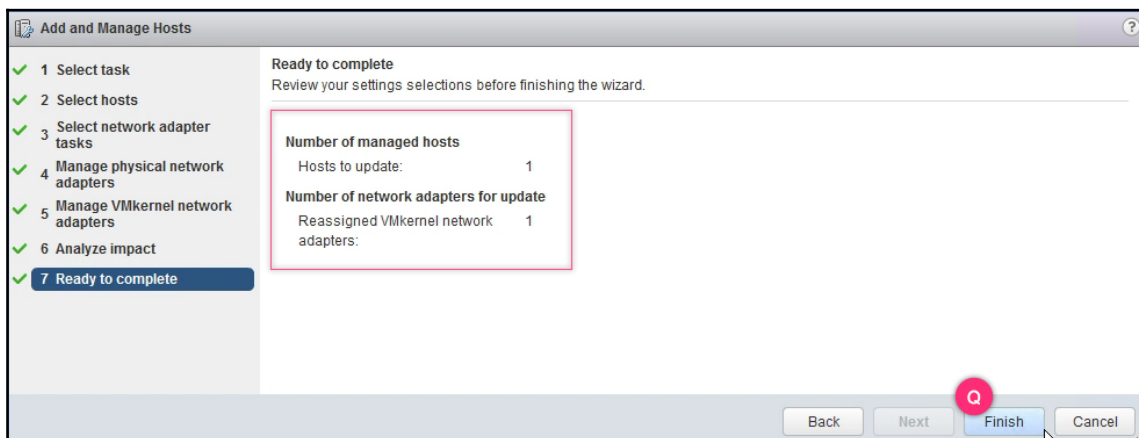 Add and Manage Hosts
?
1 Select task
2 Select hosts
3 Select network adapter
tasks
4 Manage physical network
adapters
5 Manage VMkernel network
adapters
6 Analyze impact
7 Ready to complete
Ready to complete
Review your settings selections before finishing the wizard.
Number of managed hosts
Hosts to update: 1
Number of network adapters for update
Reassigned VMkernel network 1
adapters:
Q
Back Next Finish Cancel